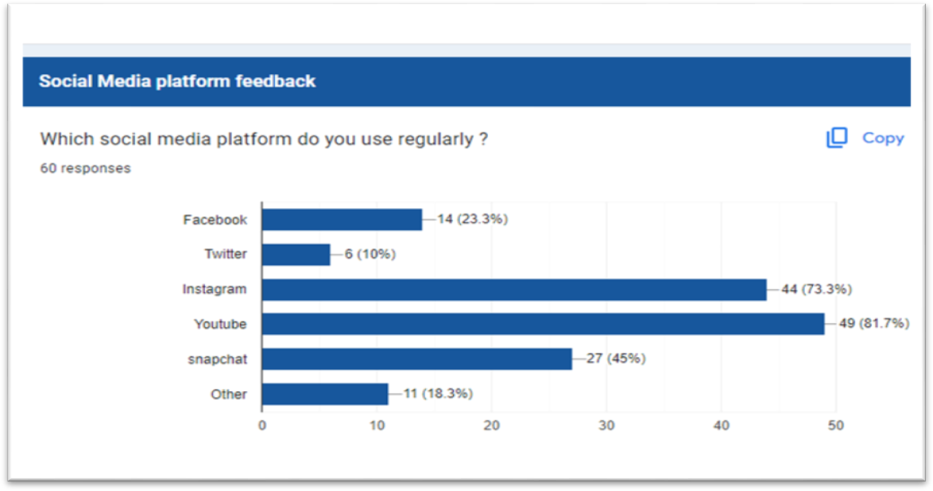 Social Media platform feedback
Which social media platform do you use regularly ?
Copy
60 responses
Facebook 14 (23.3%)
Twitter 6 (10%)
Instagram 44 (73.3%)
Youtube 49 (81.7%)
snapchat 27 (45%)
Other 11 (18.3%)
0 10 20 30 40 50